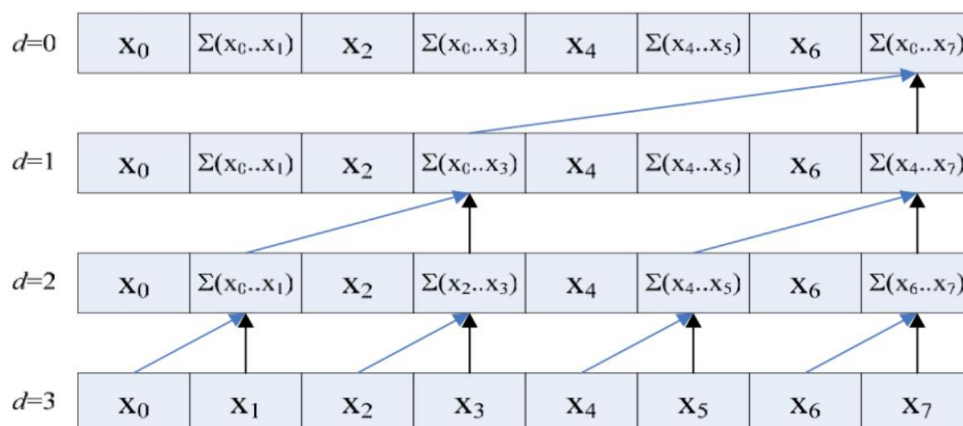 d=0 x₀ Σ(x₀..x₁) x₂ Σ(x₀..x₃) x₄ Σ(x₄..x₅) x₆ Σ(x₀..x₇)
d=1 x₀ Σ(x₀..x₁) x₂ Σ(x₀..x₃) x₄ Σ(x₄..x₅) x₆ Σ(x₄..x₇)
d=2 x₀ Σ(x₀..x₁) x₂ Σ(x₂..x₃) x₄ Σ(x₄..x₅) x₆ Σ(x₆..x₇)
d=3 x₀ x₁ x₂ x₃ x₄ x₅ x₆ x₇